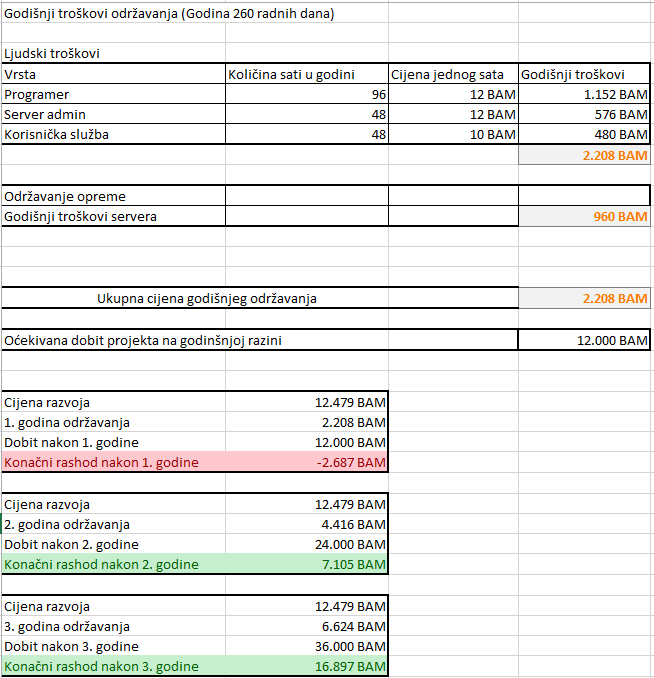 Godišnji troškovi održavanja (Godina 260 radnih dana)
Ljudski troškovi
Vrsta Količina sati u godini Cijena jednog sata Godišnji troškovi
Programer 96 12 BAM 1.152 BAM
Server admin 48 12 BAM 576 BAM
Korisnička služba 48 10 BAM 480 BAM
2.208 BAM
Održavanje opreme
Godišnji troškovi servera 960 BAM
Ukupna cijena godišnjeg održavanja 2.208 BAM
Oćekivana dobit projekta na godinšnjoj razini 12.000 BAM
Cijena razvoja 12.479 BAM
1. godina održavanja 2.208 BAM
Dobit nakon 1. godine 12.000 BAM
Konačni rashod nakon 1. godine -2.687 BAM
Cijena razvoja 12.479 BAM
2. godina održavanja 4.416 BAM
Dobit nakon 2. godine 24.000 BAM
Konačni rashod nakon 2. godine 7.105 BAM
Cijena razvoja 12.479 BAM
3. godina održavanja 6.624 BAM
Dobit nakon 3. godine 36.000 BAM
Konačni rashod nakon 3. godine 16.897 BAM